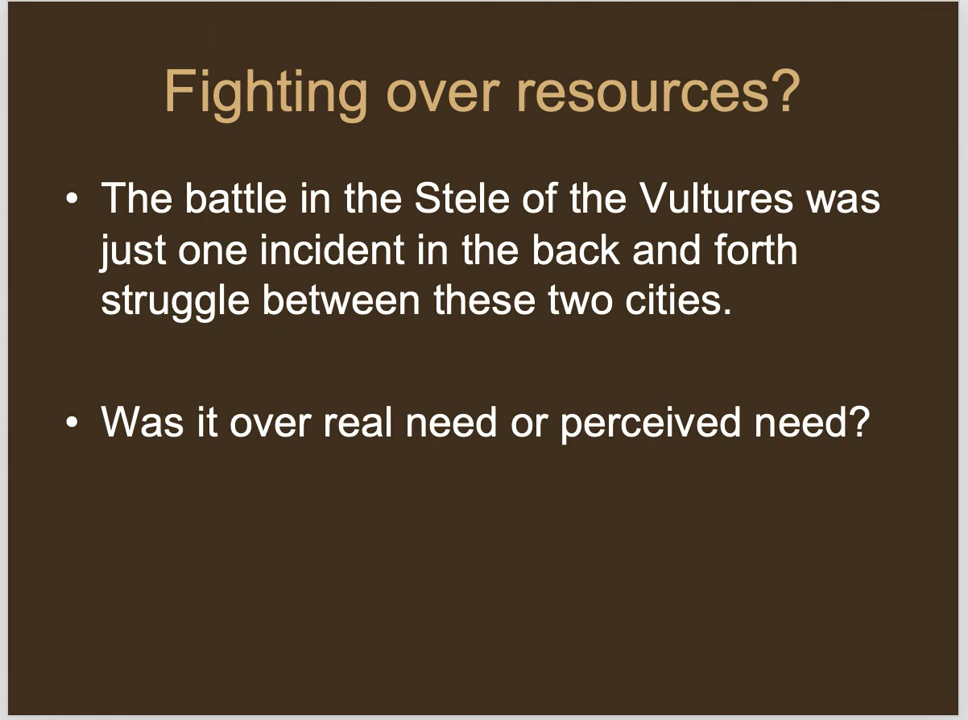 Fighting over resources?
• The battle in the Stele of the Vultures was
just one incident in the back and forth
struggle between these two cities.
• Was it over real need or perceived need?